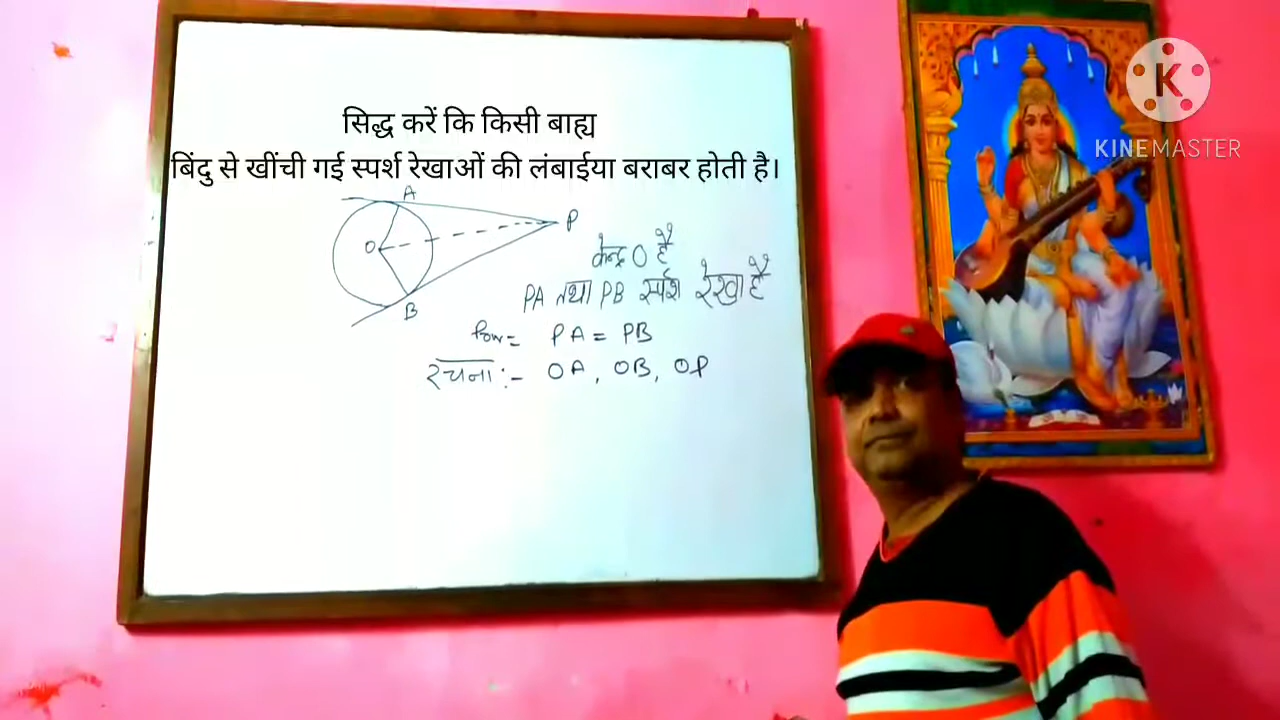 सिद्ध करें कि किसी बाह्य
बिंदु से खींची गई स्पर्श रेखाओं की लंबाईया बराबर होती है।
A
P
O
B
केन्द्र O है
PA तथा PB स्पर्श रेखा है
PA = PB
रचना :- OA, OB, OP
K
KINEMASTER